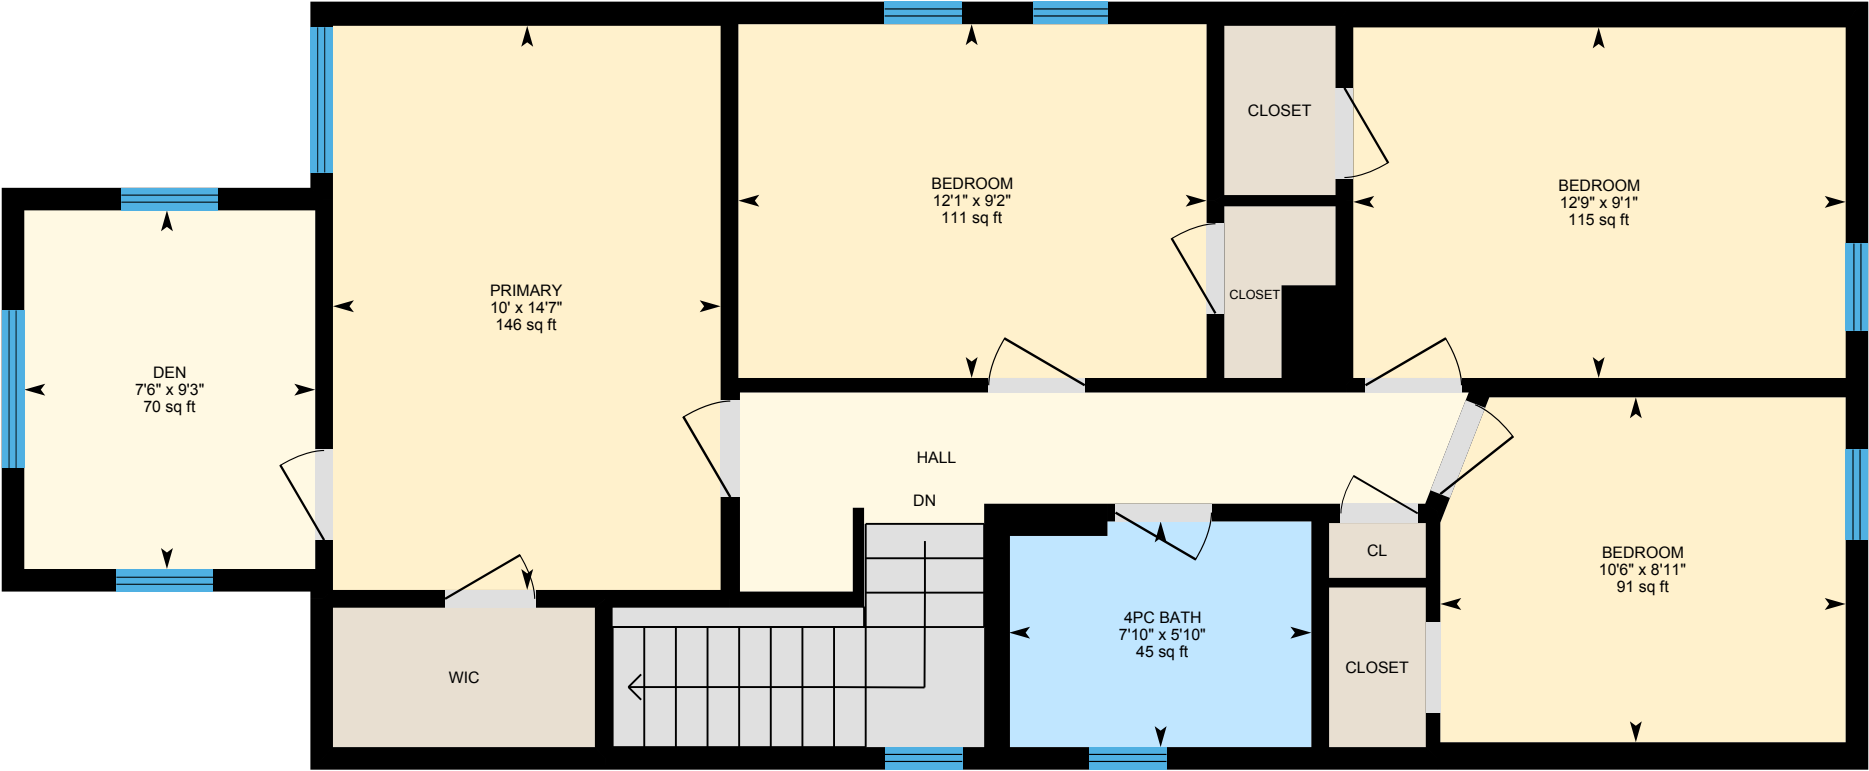 CLOSET
BEDROOM
12'1" x 9'2"
111 sq ft
BEDROOM
12'9" x 9'1"
115 sq ft
PRIMARY
10' x 14'7"
146 sq ft
CLOSET
DEN
7'6" x 9'3"
70 sq ft
HALL
DN
CL
BEDROOM
10'6" x 8'11"
91 sq ft
4PC BATH
7'10" x 5'10"
45 sq ft
WIC
CLOSET